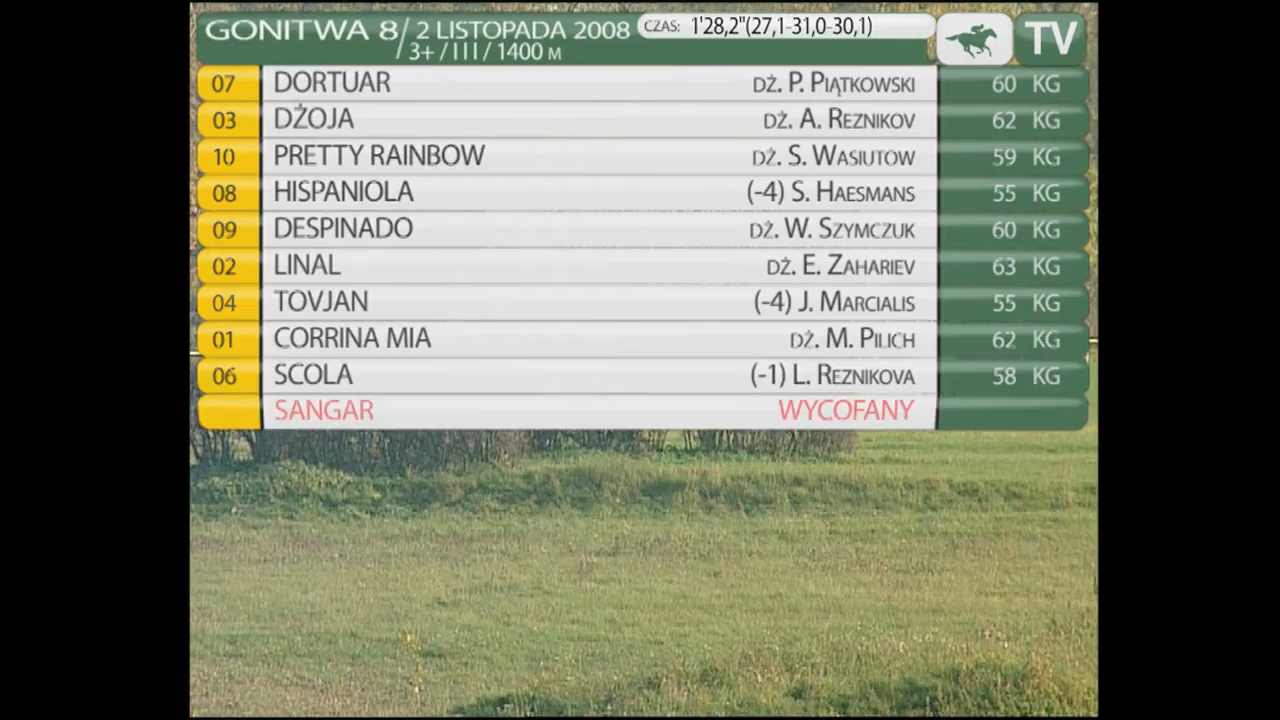 GONITWA 8/ 2 LISTOPADA 2008 CZAS: 1'28,2"(27,1-31,0-30,1) TV
3+ / III / 1400 M
07 DORTUAR DŻ. P. PIĄTKOWSKI 60 KG
03 DŻOJA DŻ. A. REZNIKOV 62 KG
10 PRETTY RAINBOW DŻ. S. WASIUTOW 59 KG
08 HISPANIOLA (-4) S. HAESMANS 55 KG
09 DESPINADO DŻ. W. SZYMCZUK 60 KG
02 LINAL DŻ. E. ZAHARIEV 63 KG
04 TOVJAN (-4) J. MARCIALIS 55 KG
01 CORRINA MIA DŻ. M. PILICH 62 KG
06 SCOLA (-1) L. REZNIKOVA 58 KG
SANGAR WYCOFANY